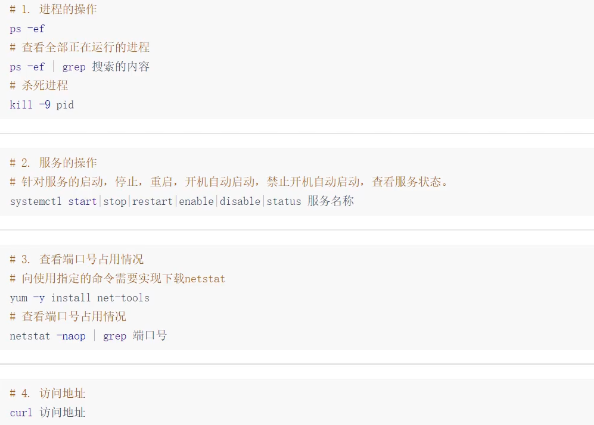 # 1. 进程的操作
ps -ef
# 查看全部正在运行的进程
ps -ef | grep 搜索的内容
# 杀死进程
kill -9 pid
# 2. 服务的操作
# 针对服务的启动，停止，重启，开机自动启动，禁止开机自动启动，查看服务状态。
systemctl start|stop|restart|enable|disable|status 服务名称
# 3. 查看端口号占用情况
# 向使用指定的命令需要实现下载netstat
yum -y install net-tools
# 查看端口号占用情况
netstat -naop | grep 端口号
# 4. 访问地址
curl 访问地址